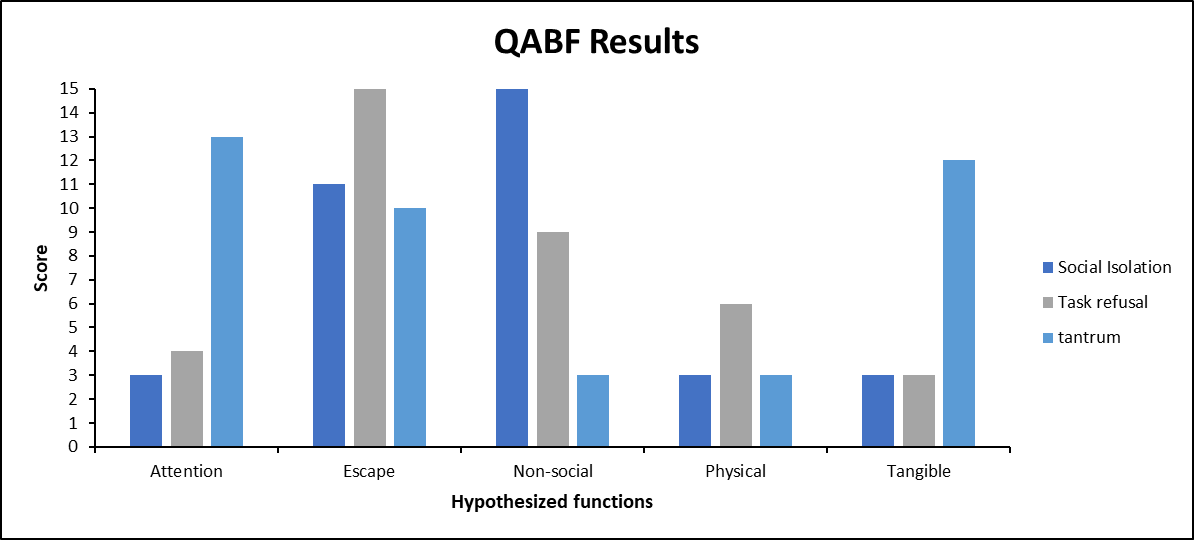 QABF Results
15
14
13
12
11
10
9
8
7
6
5
4
3
2
1
0
Score
Attention Escape Non-social Physical Tangible
Hypothesized functions
Social Isolation
Task refusal
tantrum